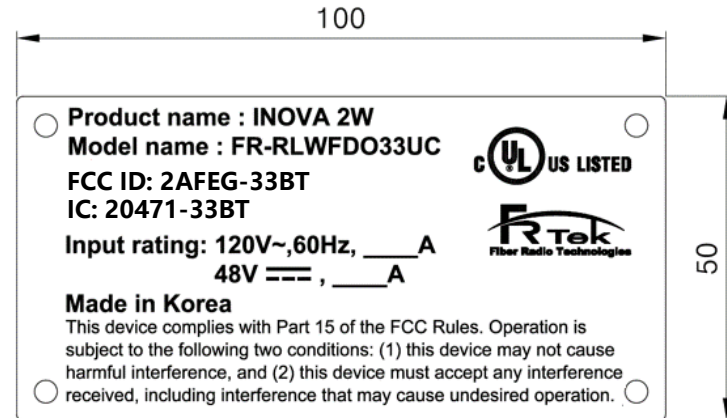 100
Product name : INOVA 2W
Model name : FR-RLWFDO33UC
C UL US LISTED
FCC ID: 2AFEG-33BT
IC: 20471-33BT
FR Tek
Fiber Radio Technologies
Input rating: 120V~,60Hz, ____A
48V ⎓ , ____A
50
Made in Korea
This device complies with Part 15 of the FCC Rules. Operation is
subject to the following two conditions: (1) this device may not cause
harmful interference, and (2) this device must accept any interference
received, including interference that may cause undesired operation.